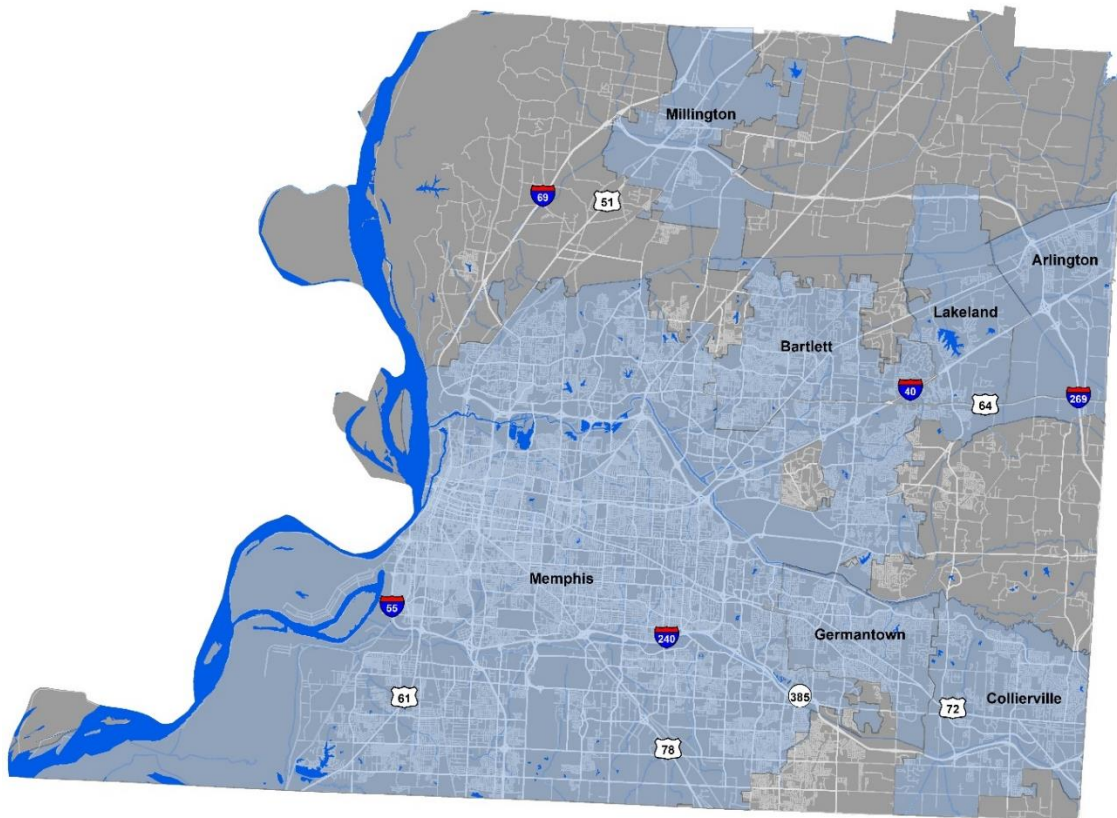 Millington
69
51
Arlington
Lakeland
Bartlett
40
64
269
Memphis
55
240
Germantown
61
385
72
Collierville
78